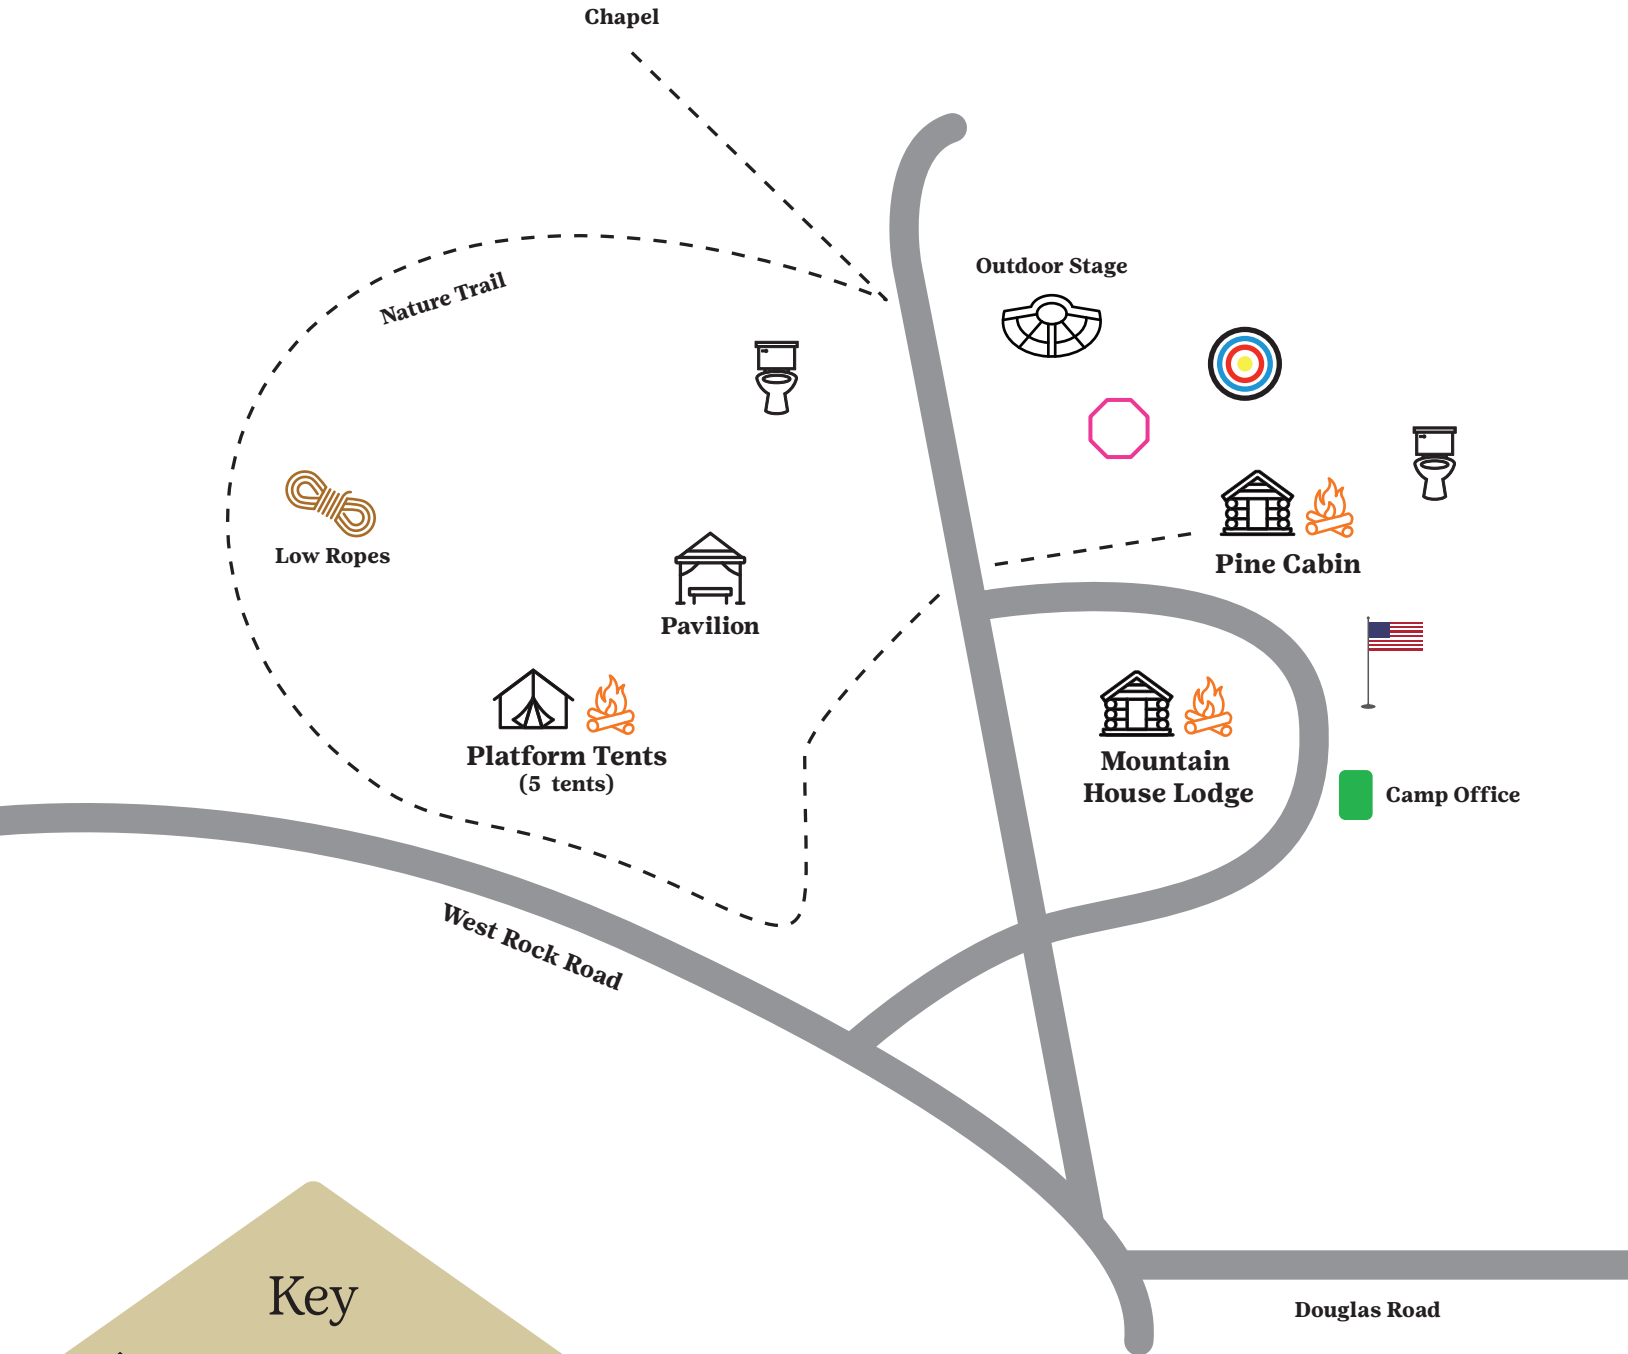 Chapel
Outdoor Stage
Nature Trail
Low Ropes
Pine Cabin
Pavilion
Platform Tents
(5 tents)
Mountain
House Lodge
Camp Office
West Rock Road
Key
Douglas Road